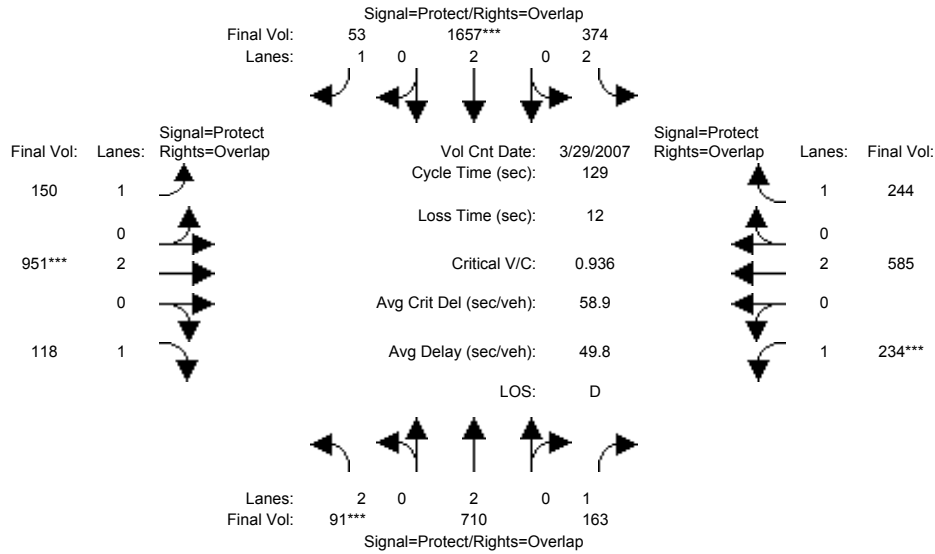 Signal=Protect/Rights=Overlap
Final Vol: 53 1657*** 374
Lanes: 1 0 2 0 2
Signal=Protect
Final Vol: Lanes: Rights=Overlap
Vol Cnt Date: 3/29/2007
Signal=Protect
Rights=Overlap Lanes: Final Vol:
150 1
Cycle Time (sec): 129
1 244
Loss Time (sec): 12
0
0
951*** 2
Critical V/C: 0.936
2 585
0
Avg Crit Del (sec/veh): 58.9
0
118 1
Avg Delay (sec/veh): 49.8
1 234***
LOS: D
Lanes: 2 0 2 0 1
Final Vol: 91*** 710 163
Signal=Protect/Rights=Overlap